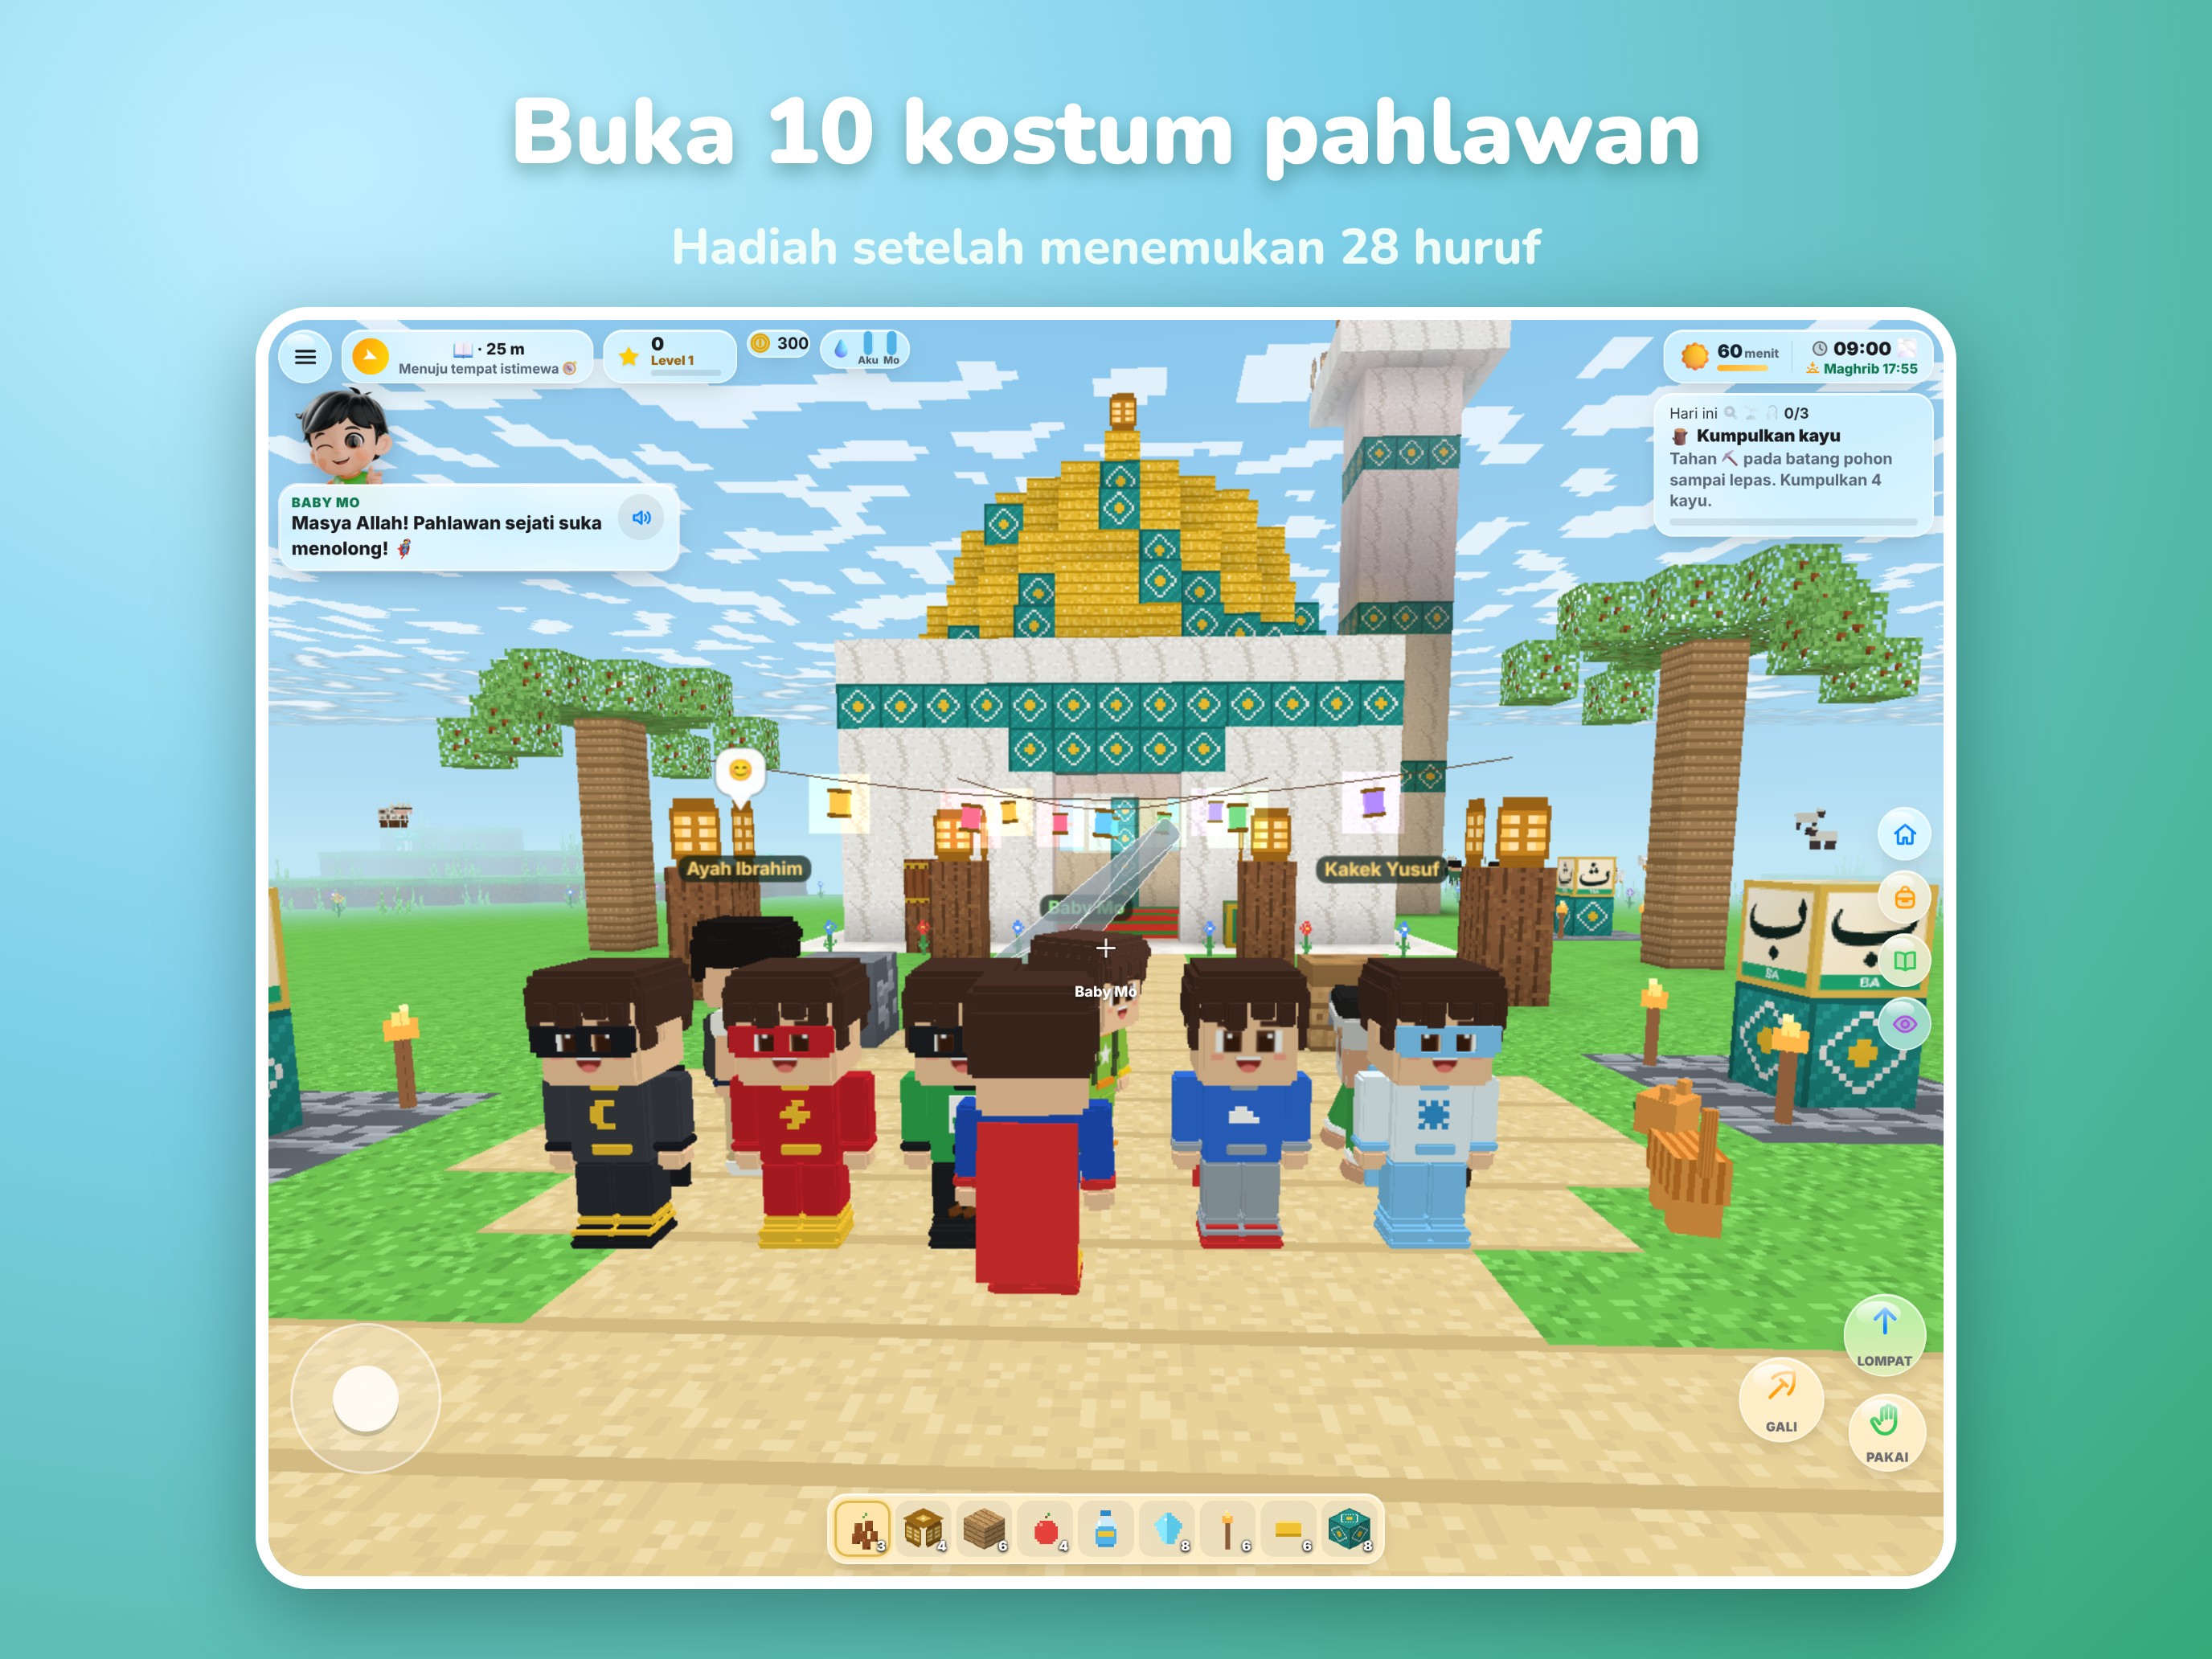 Buka 10 kostum pahlawan
Hadiah setelah menemukan 28 huruf
· 25 m
Menuju tempat istimewa
0
Level 1
300
Aku Mo
60 menit
09:00
Maghrib 17:55
Hari ini 0/3
Kumpulkan kayu
Tahan pada batang pohon
sampai lepas. Kumpulkan 4
kayu.
BABY MO
Masya Allah! Pahlawan sejati suka
menolong!
Ayah Ibrahim
Kakek Yusuf
Baby Mo
Baby Mo
ث
ب ب
BA BA
LOMPAT
GALI
PAKAI
3 4 6 4 8 6 6 8